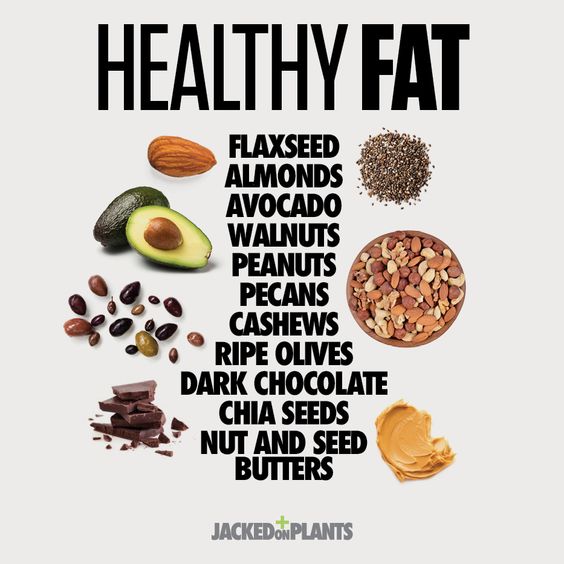 HEALTHY FAT
FLAXSEED
ALMONDS
AVOCADO
WALNUTS
PEANUTS
PECANS
CASHEWS
RIPE OLIVES
DARK CHOCOLATE
CHIA SEEDS
NUT AND SEED
BUTTERS
JACKED ON PLANTS